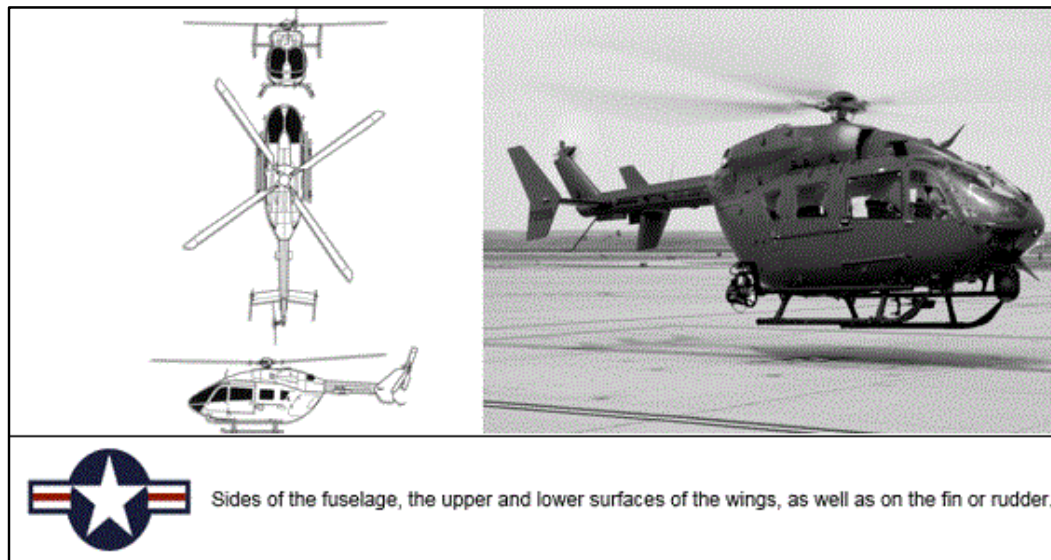 Sides of the fuselage, the upper and lower surfaces of the wings, as well as on the fin or rudder.